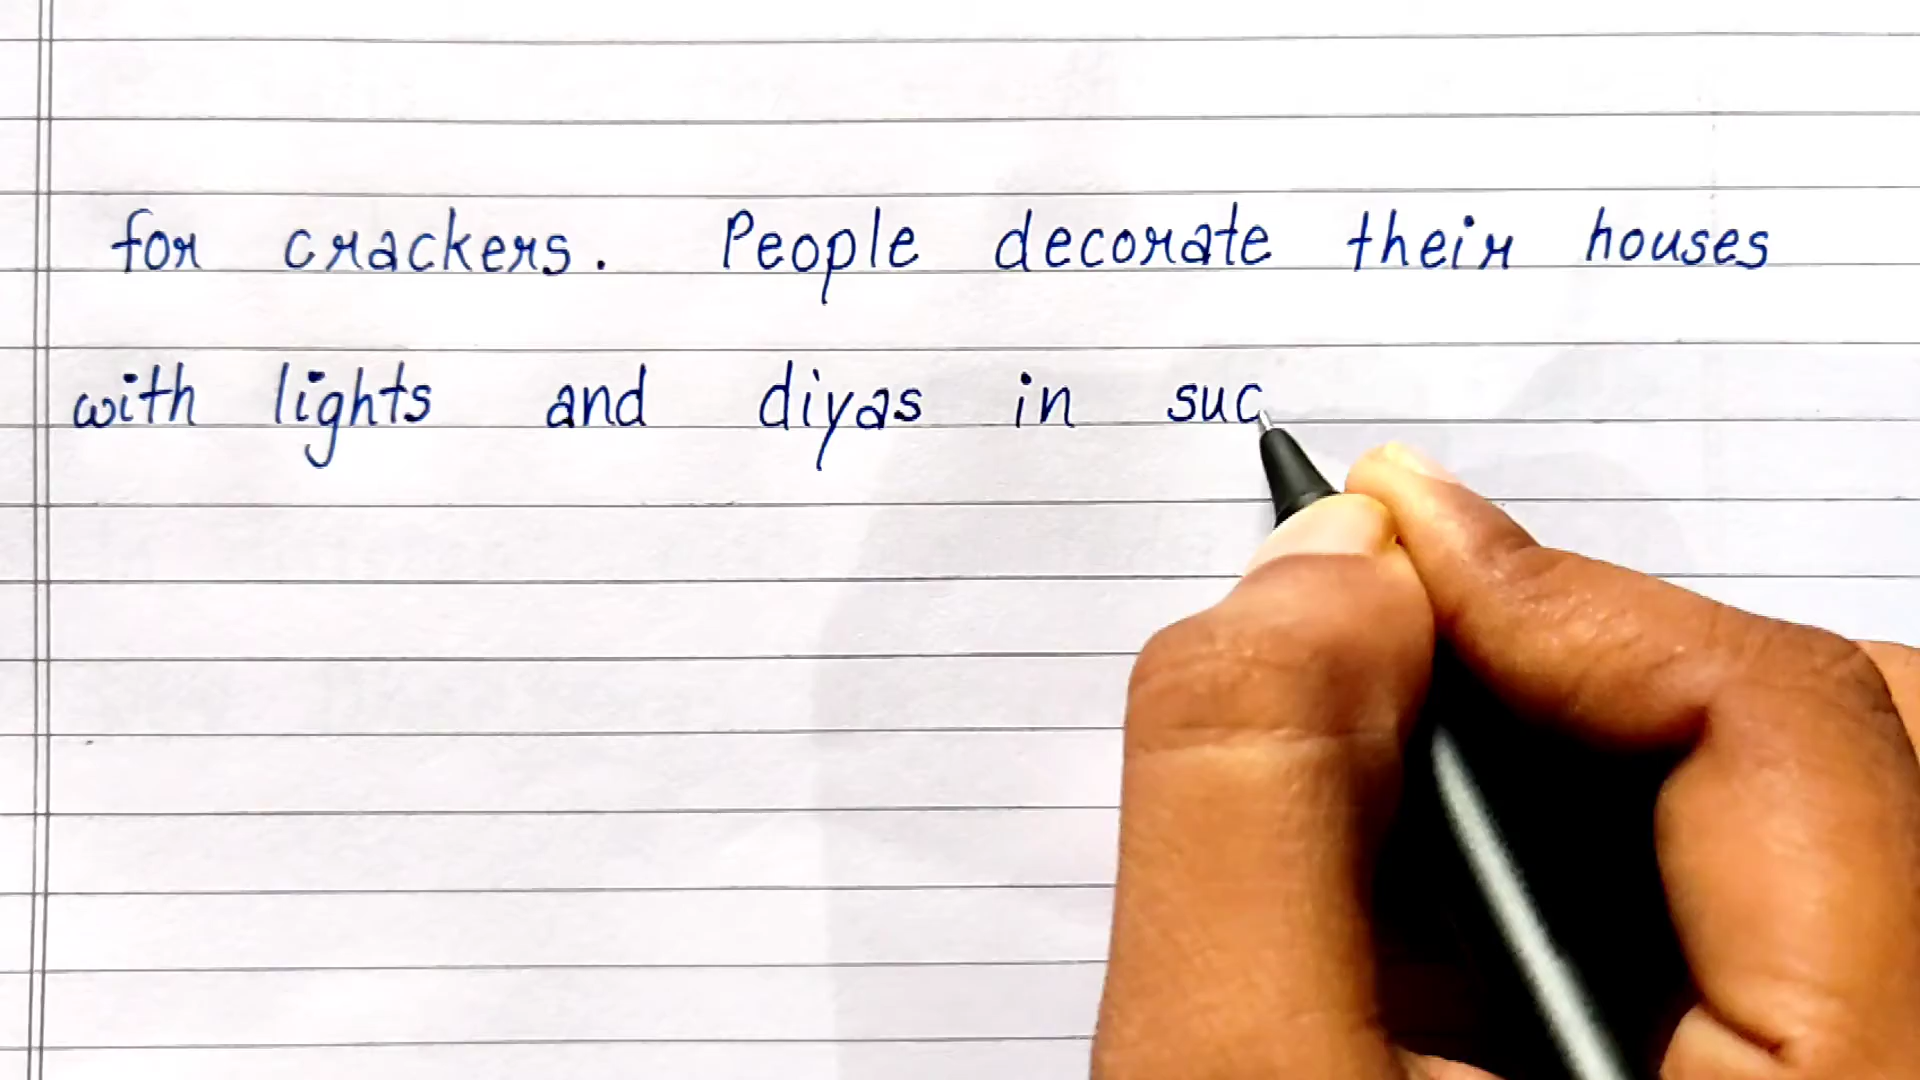 for crackers. People decorate their houses
with lights and diyas in suc